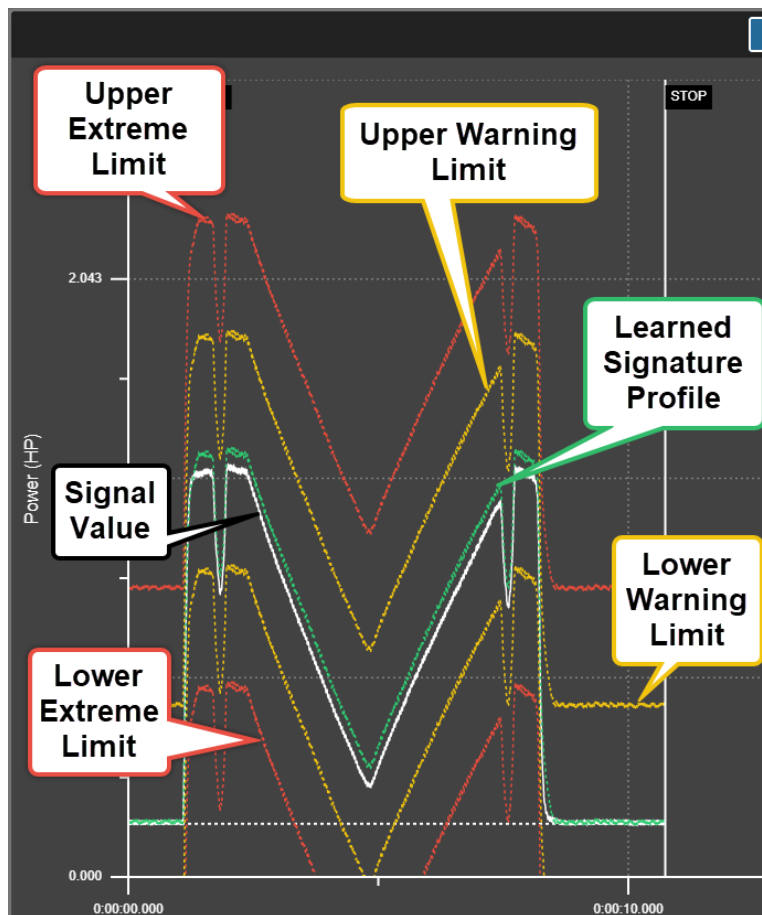 Upper
Extreme
Limit
Upper Warning
Limit
STOP
2.043
Learned
Signature
Profile
Power (HP)
Signal
Value
Lower
Warning
Limit
Lower
Extreme
Limit
0.000
0:00:00.000
0:00:10.000